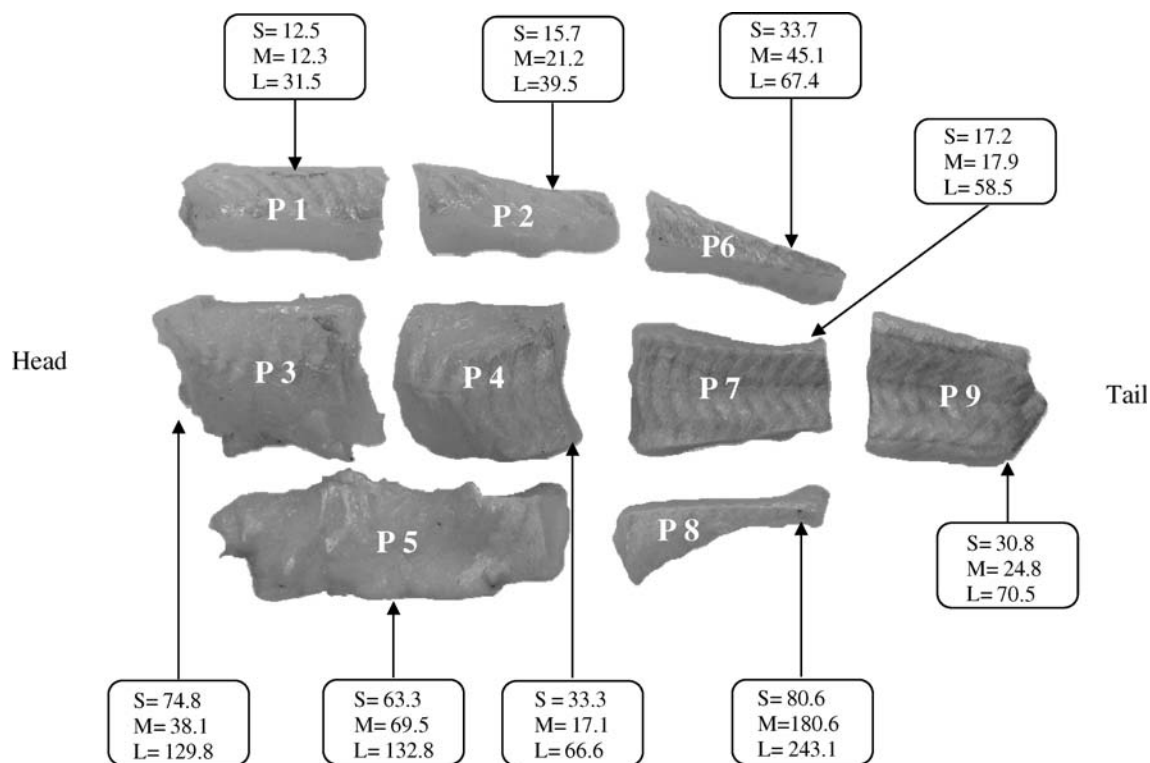 S= 12.5
M= 12.3
L= 31.5
S= 15.7
M=21.2
L=39.5
S= 33.7
M= 45.1
L= 67.4
S= 17.2
M= 17.9
L= 58.5
P 1
P 2
P6
Head
P 3
P 4
P 7
P 9
Tail
P 5
P 8
S= 30.8
M= 24.8
L= 70.5
S= 74.8
M= 38.1
L= 129.8
S= 63.3
M= 69.5
L= 132.8
S= 33.3
M= 17.1
L= 66.6
S= 80.6
M=180.6
L= 243.1